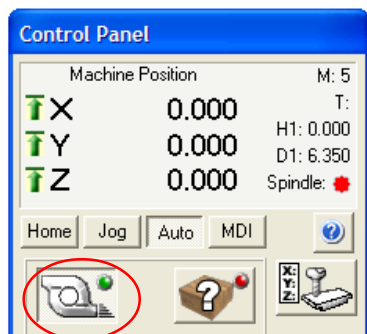 Control Panel
Machine Position M: 5
X 0.000 T:
Y 0.000 H1: 0.000
D1: 6.350
Z 0.000 Spindle:
Home Jog Auto MDI ?
? X: Y: Z: